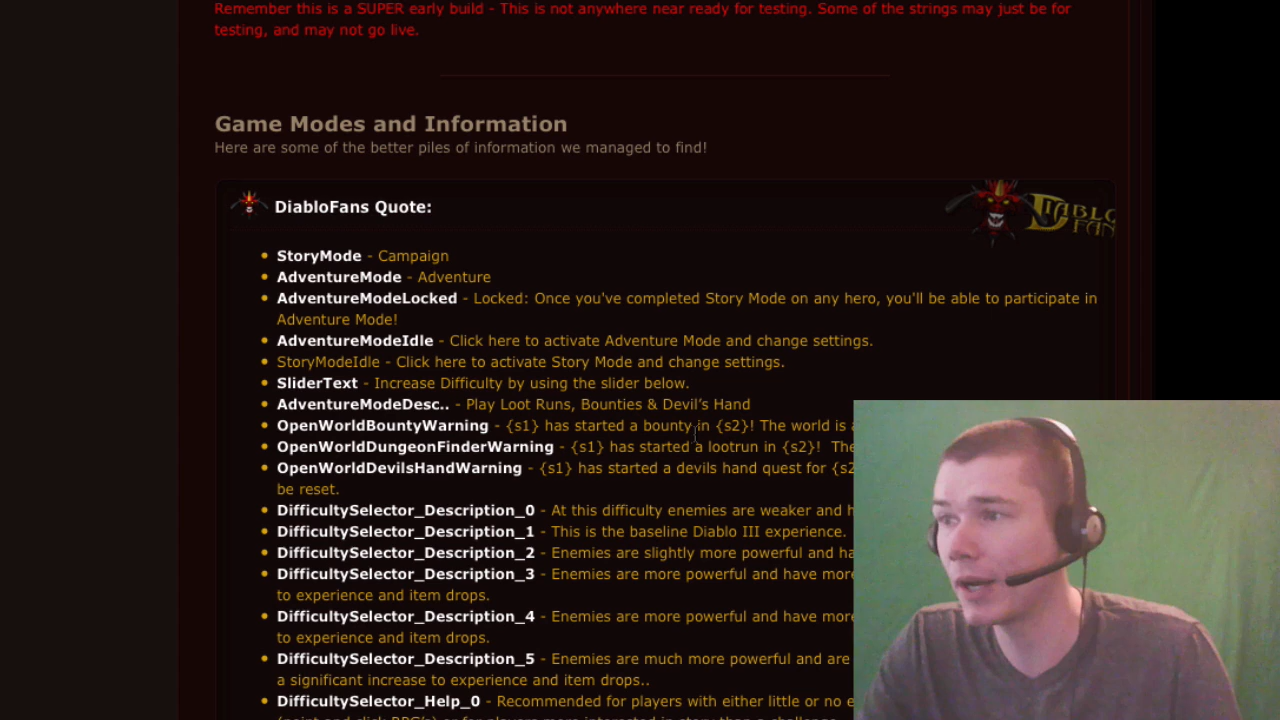 Remember this is a SUPER early build - This is not anywhere near ready for testing. Some of the strings may just be for
testing, and may not go live.
Game Modes and Information
Here are some of the better piles of information we managed to find!
DiabloFans Quote:
DIABLO
FAN
StoryMode - Campaign
AdventureMode - Adventure
AdventureModeLocked - Locked: Once you've completed Story Mode on any hero, you'll be able to participate in
Adventure Mode!
AdventureModeIdle - Click here to activate Adventure Mode and change settings.
StoryModeIdle - Click here to activate Story Mode and change settings.
SliderText - Increase Difficulty by using the slider below.
AdventureModeDesc.. - Play Loot Runs, Bounties & Devil's Hand
OpenWorldBountyWarning - {s1} has started a bounty in {s2}! The world is
OpenWorldDungeonFinderWarning - {s1} has started a lootrun in {s2}! The
OpenWorldDevilsHandWarning - {s1} has started a devils hand quest for {s2
be reset.
DifficultySelector_Description_0 - At this difficulty enemies are weaker and
DifficultySelector_Description_1 - This is the baseline Diablo III experience.
DifficultySelector_Description_2 - Enemies are slightly more powerful and
DifficultySelector_Description_3 - Enemies are more powerful and have more
to experience and item drops.
DifficultySelector_Description_4 - Enemies are more powerful and have more
to experience and item drops.
DifficultySelector_Description_5 - Enemies are much more powerful and are
a significant increase to experience and item drops..
DifficultySelector_Help_0 - Recommended for players with either little or no